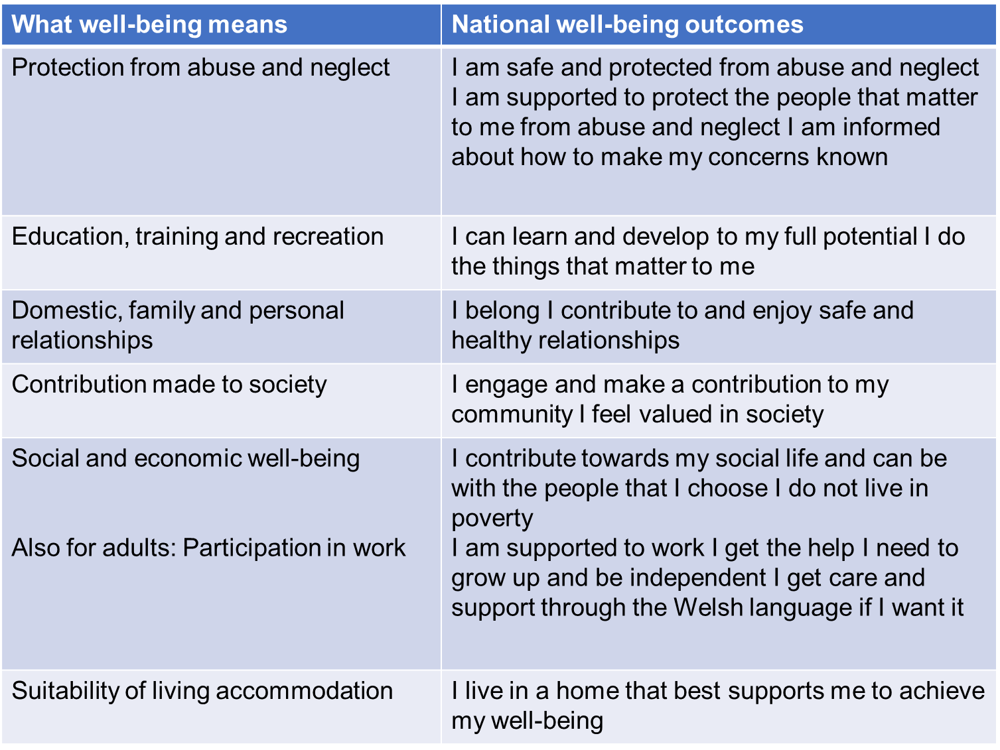 What well-being means
National well-being outcomes
Protection from abuse and neglect
I am safe and protected from abuse and neglect
I am supported to protect the people that matter
to me from abuse and neglect I am informed
about how to make my concerns known
Education, training and recreation
I can learn and develop to my full potential I do
the things that matter to me
Domestic, family and personal
relationships
I belong I contribute to and enjoy safe and
healthy relationships
Contribution made to society
I engage and make a contribution to my
community I feel valued in society
Social and economic well-being
I contribute towards my social life and can be
with the people that I choose I do not live in
poverty
Also for adults: Participation in work
I am supported to work I get the help I need to
grow up and be independent I get care and
support through the Welsh language if I want it
Suitability of living accommodation
I live in a home that best supports me to achieve
my well-being